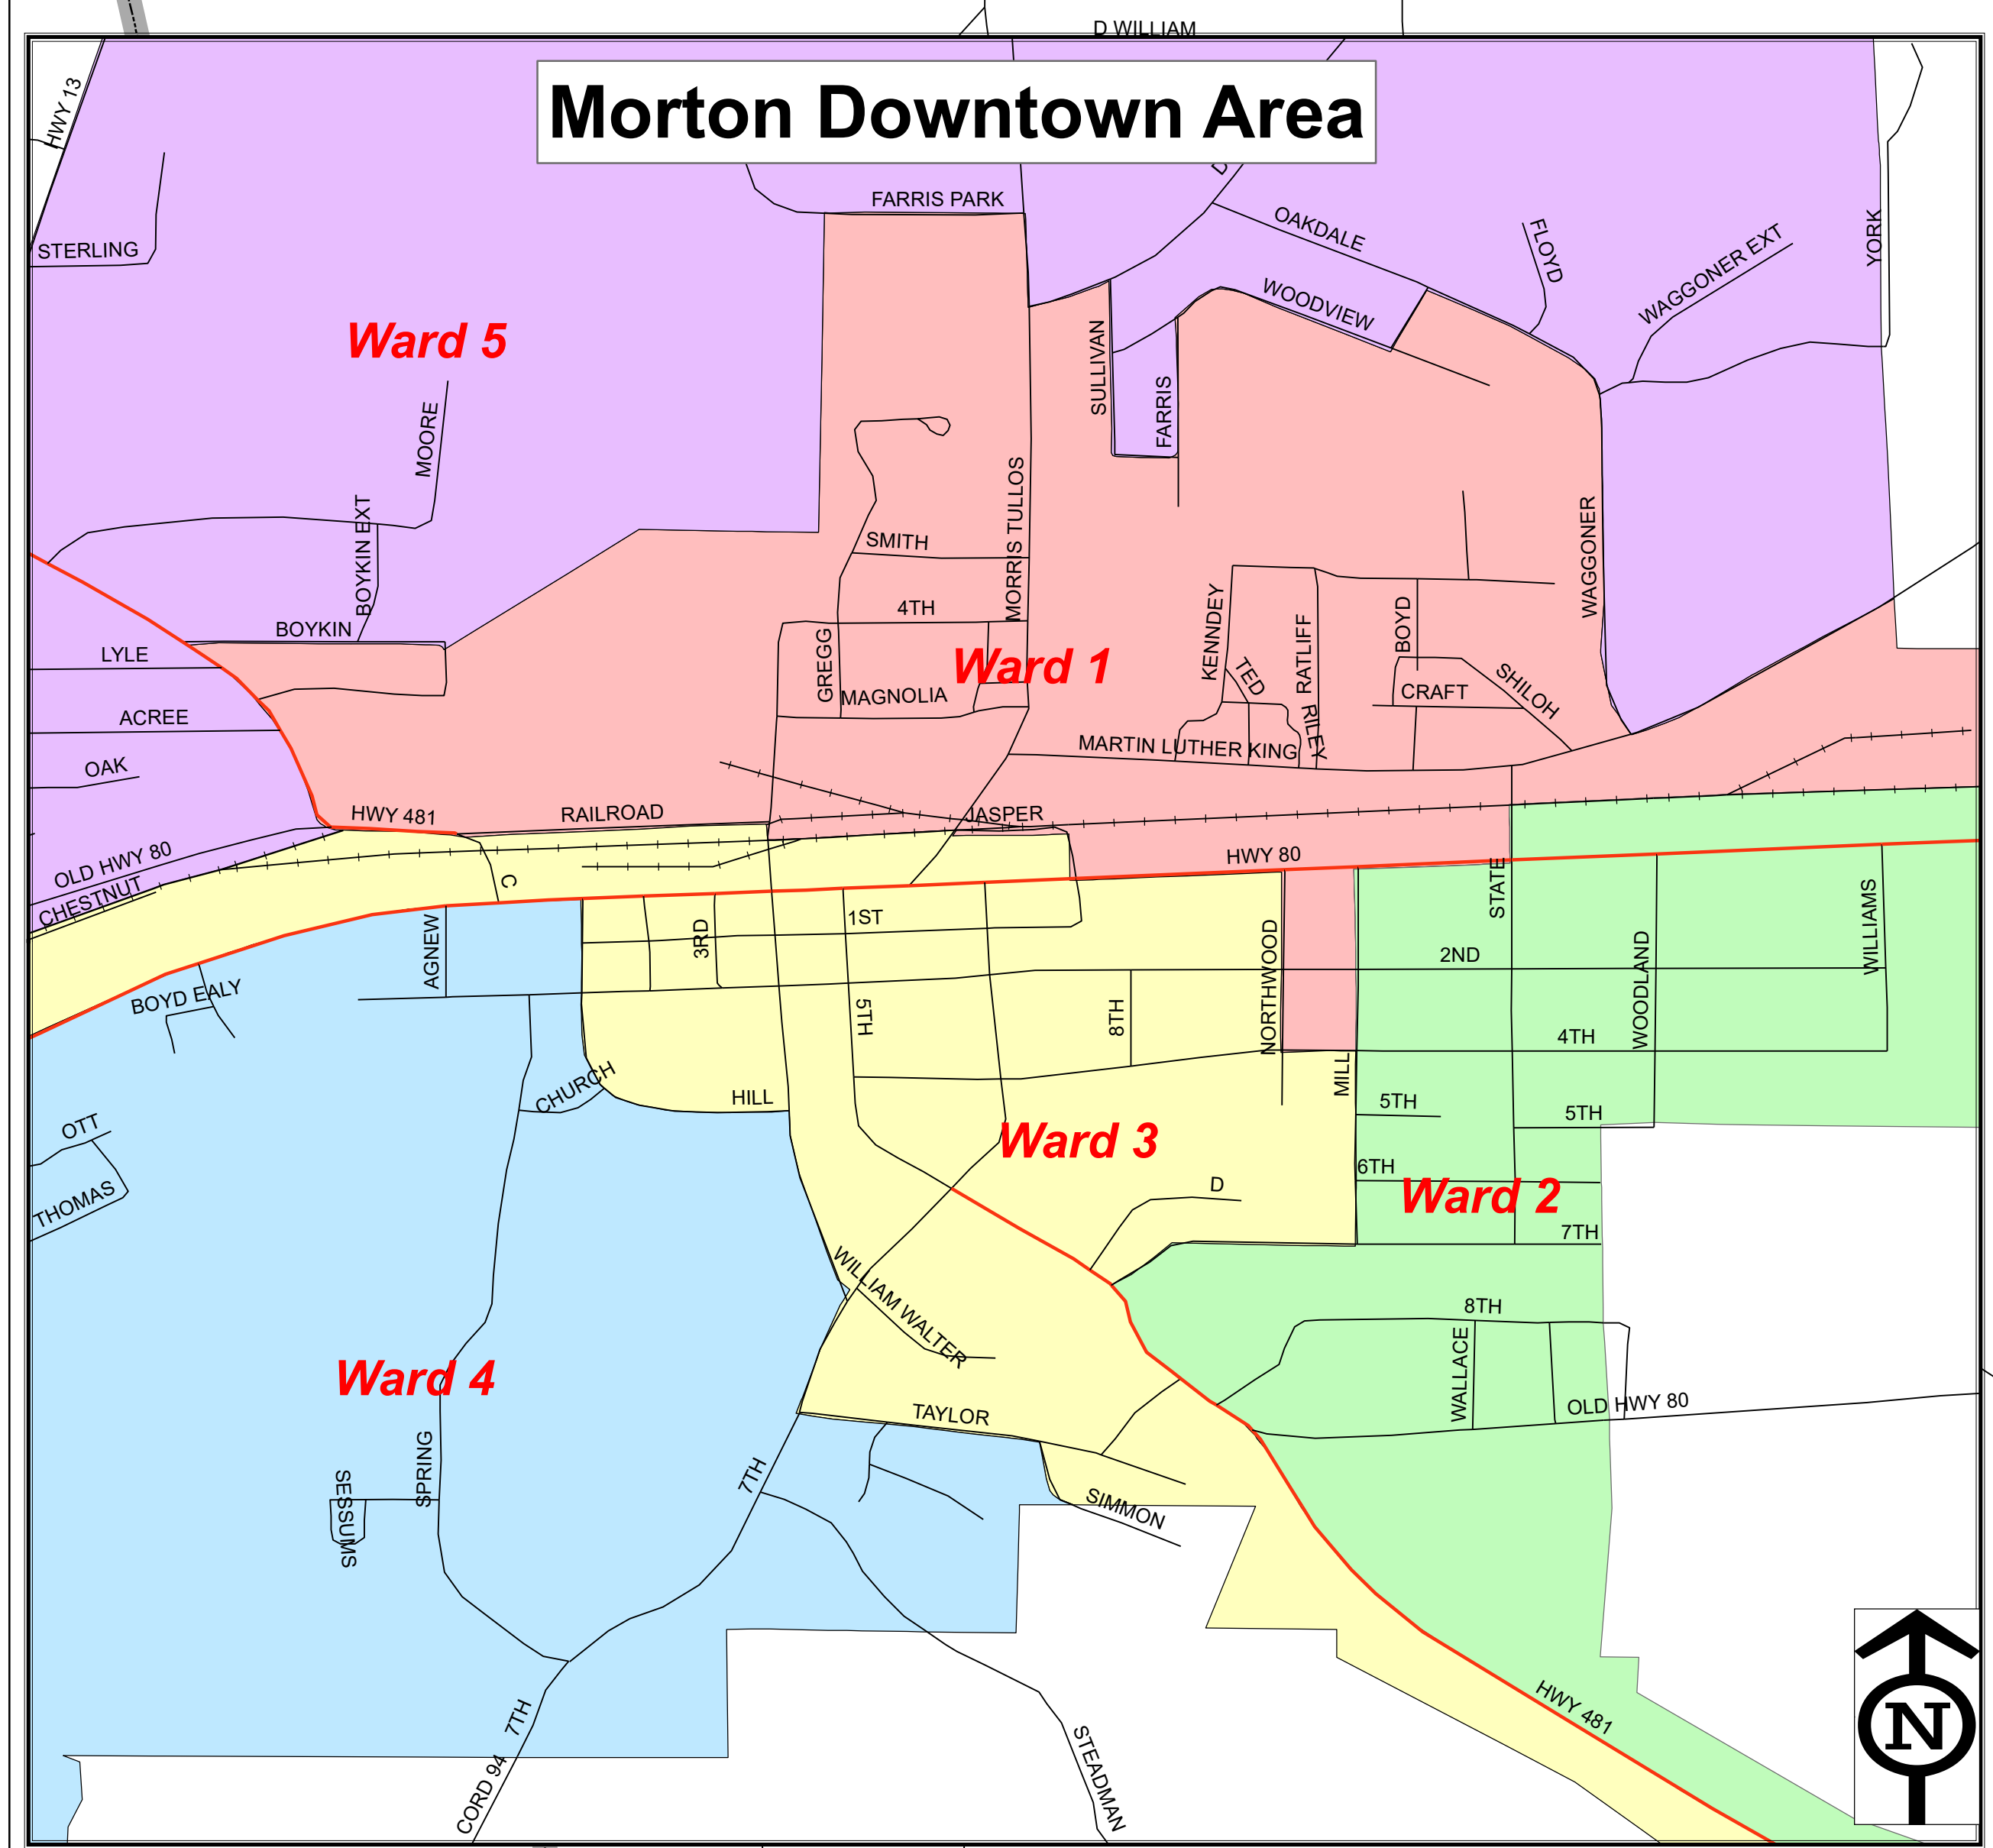 D WILLIAM
Morton Downtown Area
HWY 13
D
FARRIS PARK
OAKDALE
FLOYD
WAGGONER EXT
YORK
STERLING
WOODVIEW
Ward 5
SULLIVAN
FARRIS
MOORE
BOYKIN EXT
MORRIS TULLOS
SMITH
WAGGONER
4TH
BOYKIN
LYLE
GREGG
Ward 1
KENNDEY
TED
RATLIFF
BOYD
MAGNOLIA
CRAFT
SHILOH
ACREE
RILEY
MARTIN LUTHER KING
OAK
HWY 481
RAILROAD
JASPER
OLD HWY 80
HWY 80
CHESTNUT
C
STATE
1ST
AGNEW
3RD
NORTHWOOD
2ND
WOODLAND
WILLIAMS
BOYD EALY
5TH
8TH
4TH
MILL
CHURCH
HILL
5TH
5TH
OTT
Ward 3
6TH
THOMAS
D
Ward 2
7TH
WILLIAM WALTER
8TH
WALLACE
Ward 4
TAYLOR
OLD HWY 80
SPRING
7TH
SESSUMS
SIMMON
7TH
HWY 481
CORD 94
STEADMAN
N